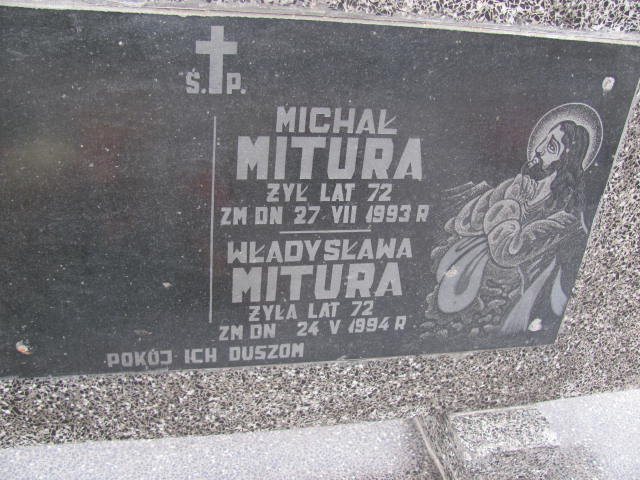 Ś. P.
MICHAŁ
MITURA
ŻYŁ LAT 72
ZM DN 27 VII 1993 R
WŁADYSŁAWA
MITURA
ŻYŁA LAT 72
ZM DN 24 V 1994 R
POKÓJ ICH DUSZOM